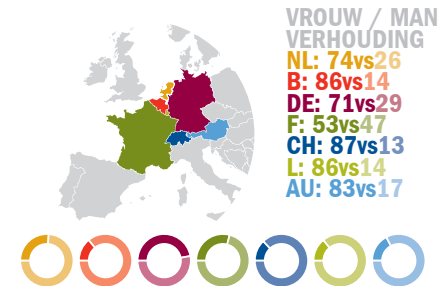 VROUW / MAN
VERHOUDING
NL: 74vs26
B: 86vs14
DE: 71vs29
F: 53vs47
CH: 87vs13
L: 86vs14
AU: 83vs17